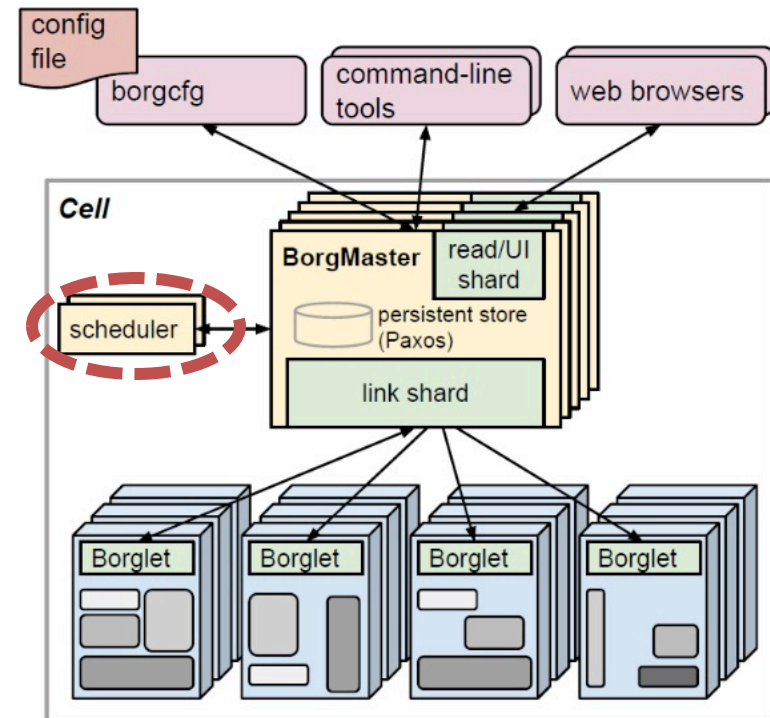 config
file
borgcfg
command-line
tools
web browsers
Cell
BorgMaster
read/UI
shard
scheduler
persistent store
(Paxos)
link shard
Borglet
Borglet
Borglet
Borglet